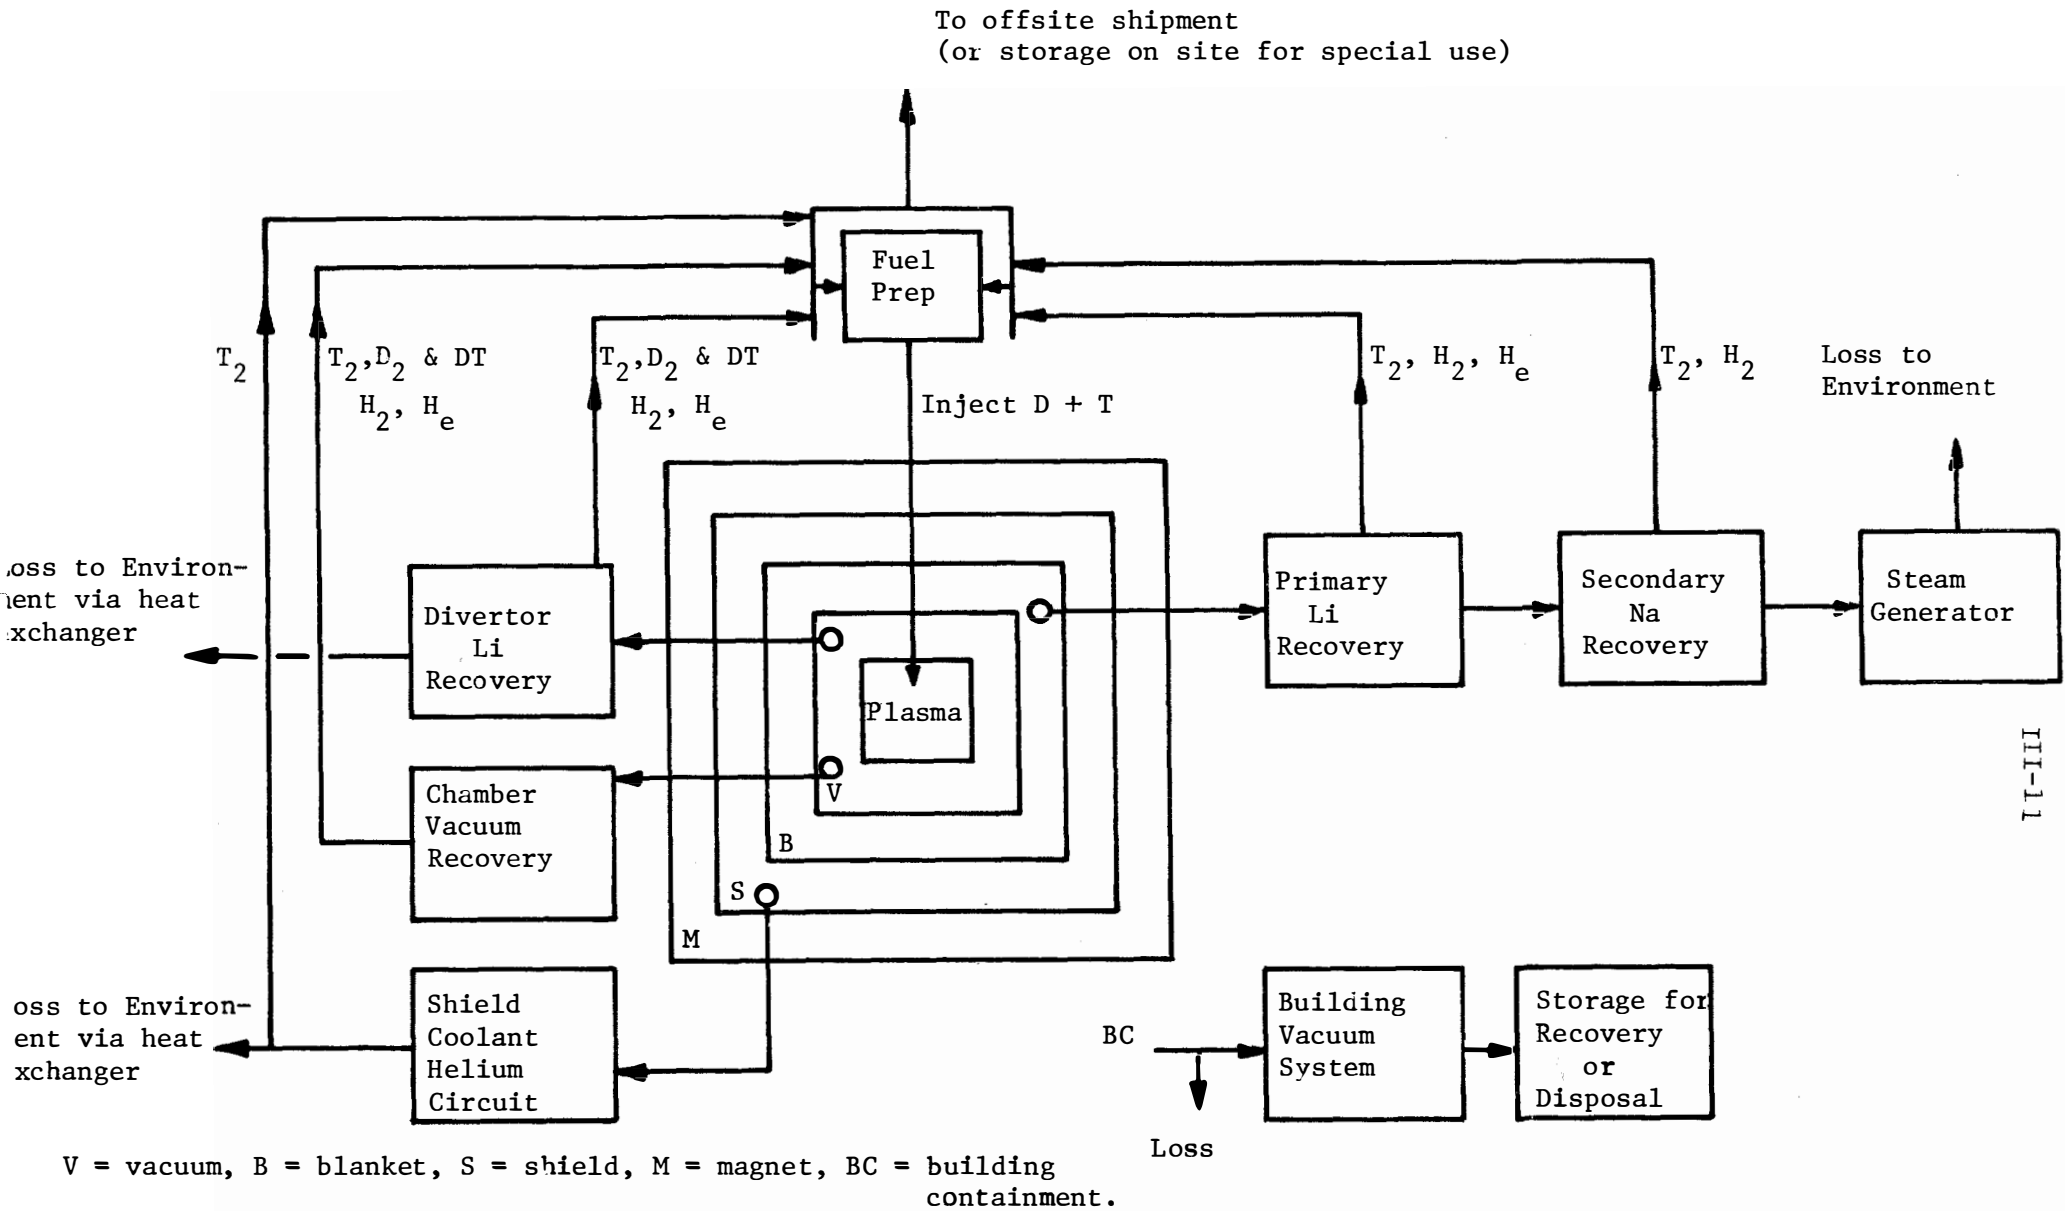 To offsite shipment
(or storage on site for special use)
Fuel
Prep
T2
T2,D2 & DT
H2, He
T2,D2 & DT
H2, He
Inject D + T
T2, H2, He
T2, H2
Loss to
Environment
oss to Environ-
ent via heat
xchanger
Divertor
Li
Recovery
Plasma
V
B
S
M
Primary
Li
Recovery
Secondary
Na
Recovery
Steam
Generator
III-11
Chamber
Vacuum
Recovery
oss to Environ-
ent via heat
xchanger
Shield
Coolant
Helium
Circuit
BC
Loss
Building
Vacuum
System
Storage for
Recovery
or
Disposal
V = vacuum, B = blanket, S = shield, M = magnet, BC = building
containment.